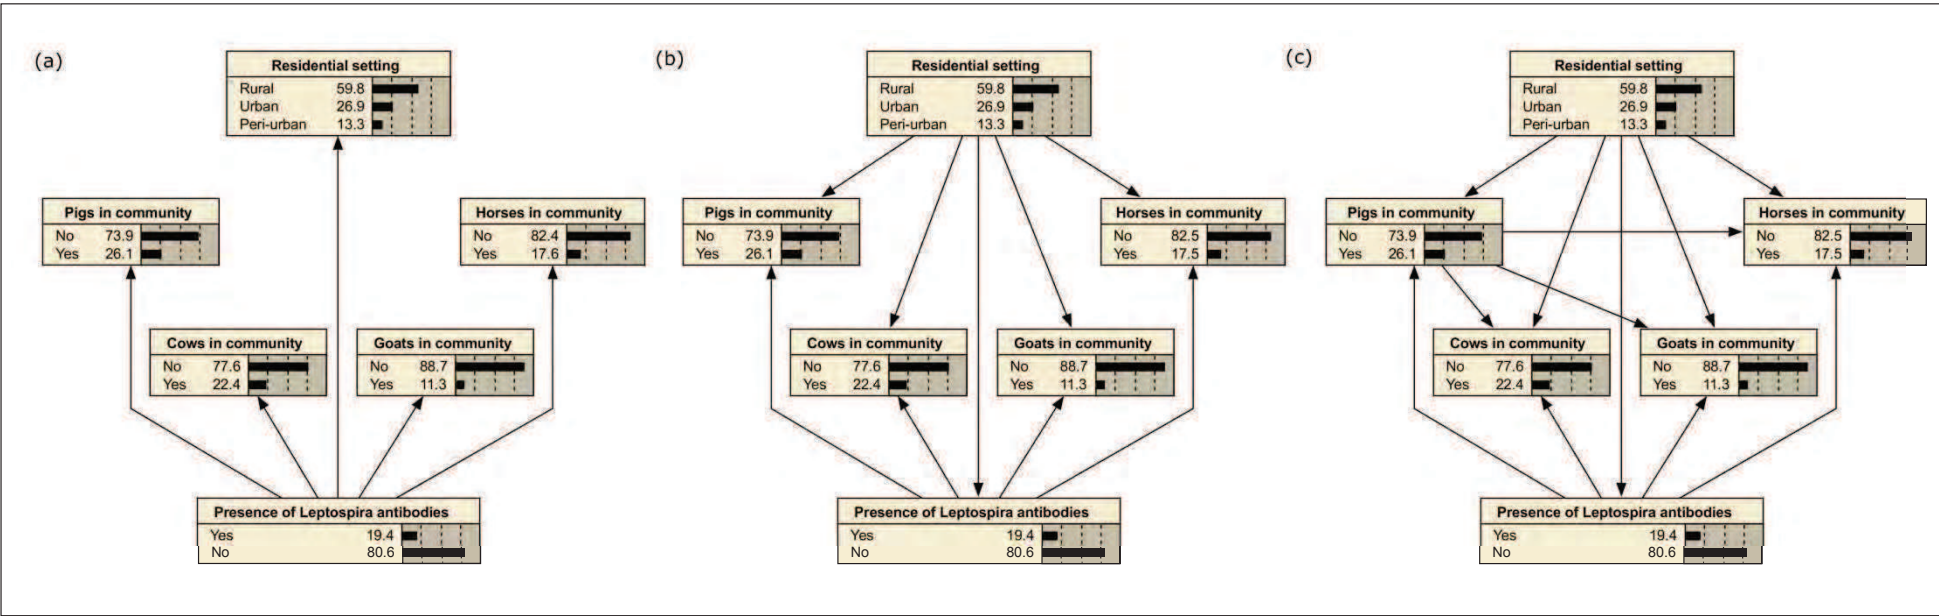 (a)
Residential setting
Rural 59.8
Urban 26.9
Peri-urban 13.3
Pigs in community
No 73.9
Yes 26.1
Horses in community
No 82.4
Yes 17.6
Cows in community
No 77.6
Yes 22.4
Goats in community
No 88.7
Yes 11.3
Presence of Leptospira antibodies
Yes 19.4
No 80.6
(b)
Residential setting
Rural 59.8
Urban 26.9
Peri-urban 13.3
Pigs in community
No 73.9
Yes 26.1
Horses in community
No 82.5
Yes 17.5
Cows in community
No 77.6
Yes 22.4
Goats in community
No 88.7
Yes 11.3
Presence of Leptospira antibodies
Yes 19.4
No 80.6
(c)
Residential setting
Rural 59.8
Urban 26.9
Peri-urban 13.3
Pigs in community
No 73.9
Yes 26.1
Horses in community
No 82.5
Yes 17.5
Cows in community
No 77.6
Yes 22.4
Goats in community
No 88.7
Yes 11.3
Presence of Leptospira antibodies
Yes 19.4
No 80.6